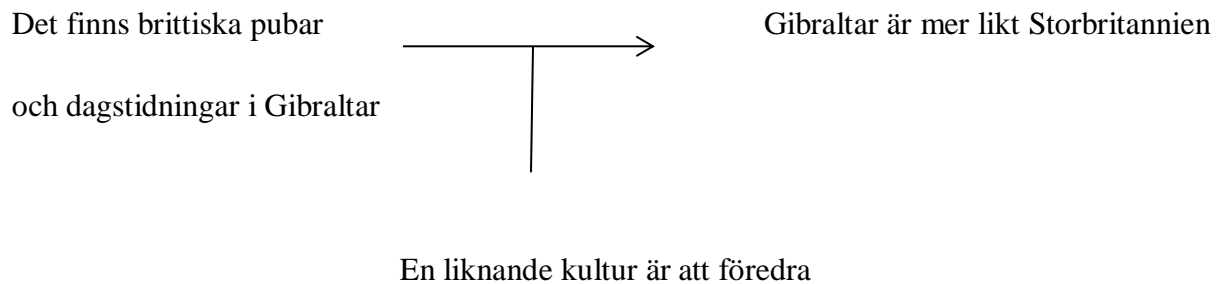 Det finns brittiska pubar
Gibraltar är mer likt Storbritannien
och dagstidningar i Gibraltar
En liknande kultur är att föredra